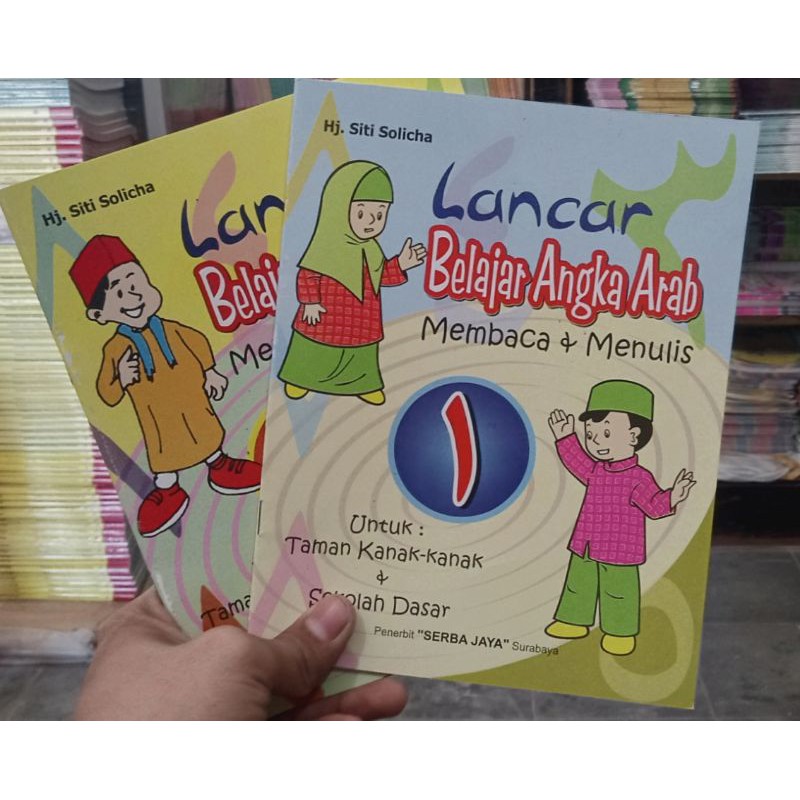 Hj. Siti Solicha
Lancar
Belajar Angka Arab
Membaca & Menulis
١
Untuk :
Taman Kanak-kanak
&
Sekolah Dasar
Penerbit "SERBA JAYA" Surabaya
Hj. Siti Solicha
Lan
Belaj
Me
Tama